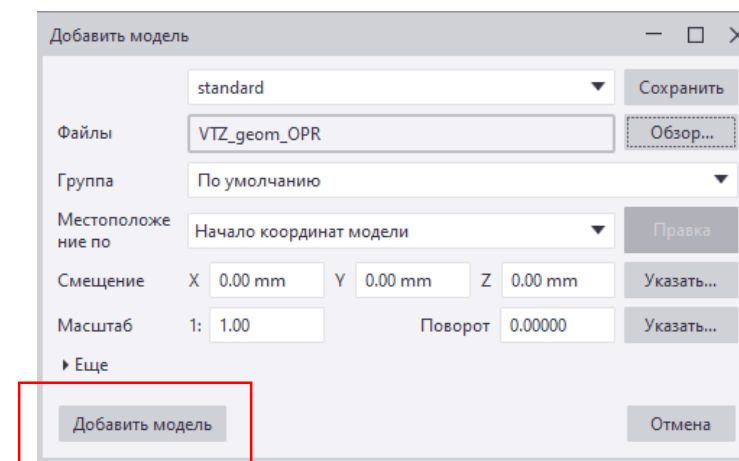 Добавить модель
standard Сохранить
Файлы VTZ_geom_OPR Обзор...
Группа По умолчанию
Местоположе
ние по Начало координат модели Правка
Смещение X 0.00 mm Y 0.00 mm Z 0.00 mm Указать...
Масштаб 1: 1.00 Поворот 0.00000 Указать...
Еще
Добавить модель Отмена